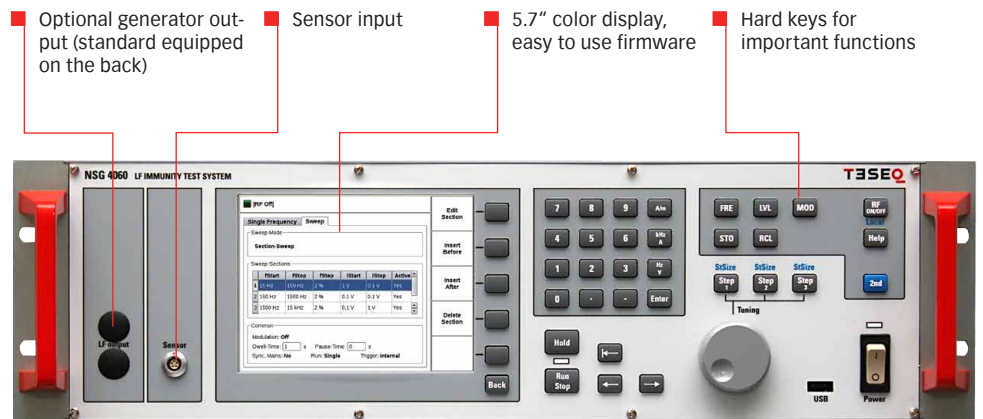 Optional generator out-
put (standard equipped
on the back)
Sensor input
5.7" color display,
easy to use firmware
Hard keys for
important functions
NSG 4060 LF IMMUNITY TEST SYSTEM
TESEQ
[RF Off]
Single Frequency Sweep
Sweep Mode
Section-Sweep
Sweep Sections
fStart fStop fStep lStart lStop Active
1 15 Hz 150 Hz 2 % 1 V 0.1 V Yes
2 150 Hz 1500 Hz 2 % 0.1 V 0.1 V Yes
3 1500 Hz 15 kHz 2 % 0.1 V 1 V Yes
Common
Modulation: Off
Dwell-Time: 1 s Pause-Time: 0 s
Sync. Mains: No Run: Single Trigger: Internal
Edit
Section
Insert
Before
Insert
After
Delete
Section
Back
LF output
Sensor
7 8 9 A/m
4 5 6 kHz
A
1 2 3 Hz
V
0 . - Enter
Hold
Run
Stop
FRE LVL MOD
STO RCL
RF
ON/OFF
Local
Help
2nd
StSize StSize StSize
Step
1
Step
2
Step
3
Tuning
USB
Power